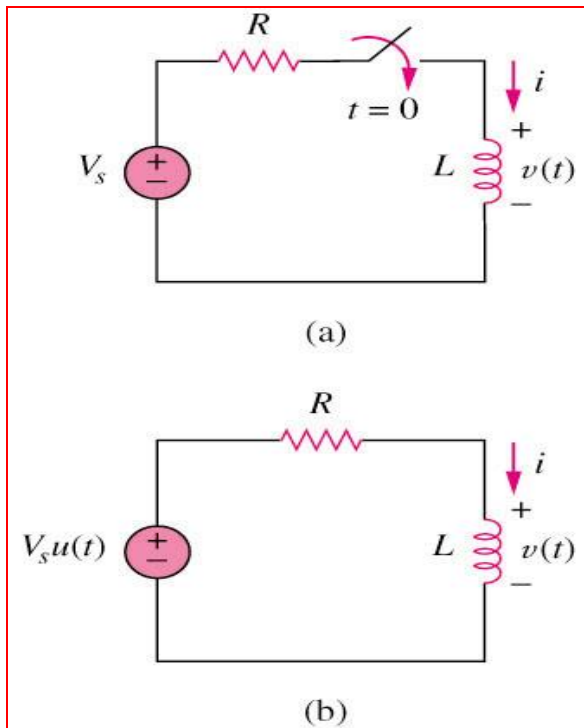 R
t = 0
i
+
V_s
+
−
L
v(t)
−
(a)
R
i
+
V_s u(t)
+
−
L
v(t)
−
(b)